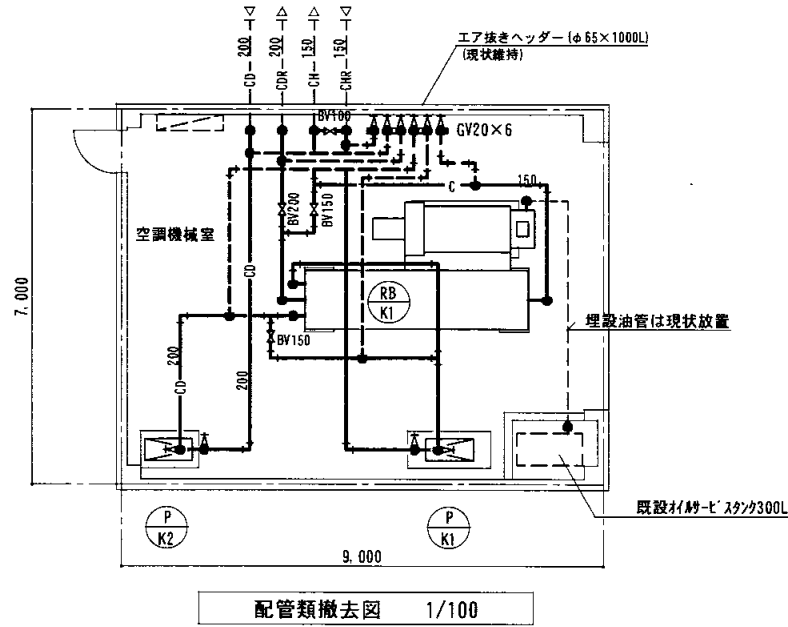 200
CD
200
CDR
150
CH
150
CHR
エア抜きヘッダー(φ65×1000L)
(現状維持)
BV100
GV20×6
150
C
BV200
BV150
空調機械室
CD
7,000
RB
K1
埋設油管は現状放置
BV150
200
CD
200
既設オイルサービスタンク300L
P
K2
P
K1
9,000
配管類撤去図 1/100